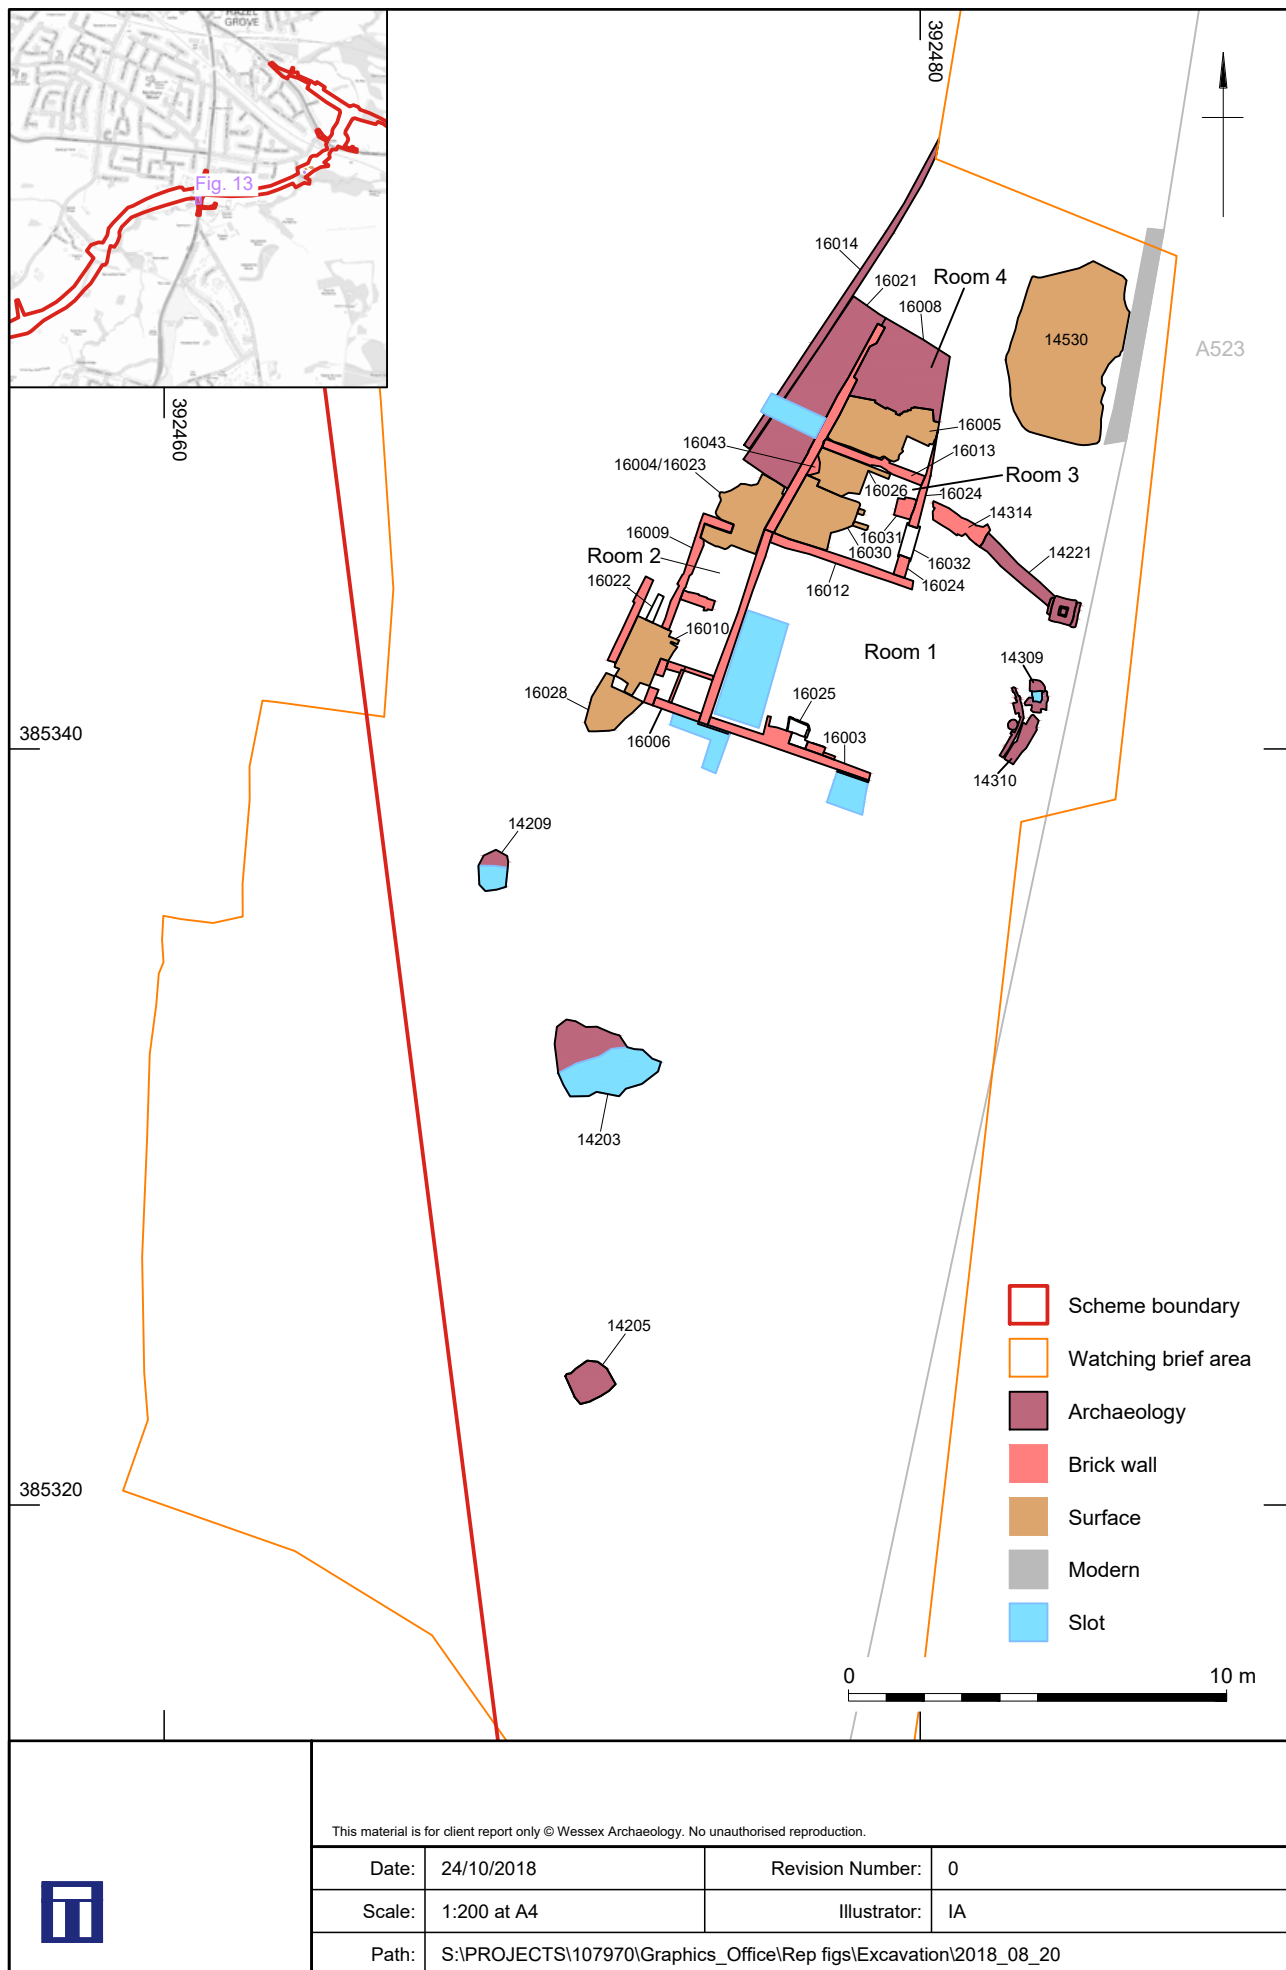 HAZEL
GROVE
Fig. 13
392480
392460
16014
16021
Room 4
16008
14530
A523
16005
16043
16013
16004/16023
Room 3
16026
16024
14314
16009
16031
16030
16032
14221
Room 2
16022
16012
16024
16010
Room 1
14309
16028
16025
16006
16003
385340
14310
14209
14203
14205
Scheme boundary
Watching brief area
Archaeology
Brick wall
385320
Surface
Modern
Slot
0 10 m
This material is for client report only © Wessex Archaeology. No unauthorised reproduction.
Date: 24/10/2018 Revision Number: 0
Scale: 1:200 at A4 Illustrator: IA
Path: S:\PROJECTS\107970\Graphics_Office\Rep figs\Excavation\2018_08_20